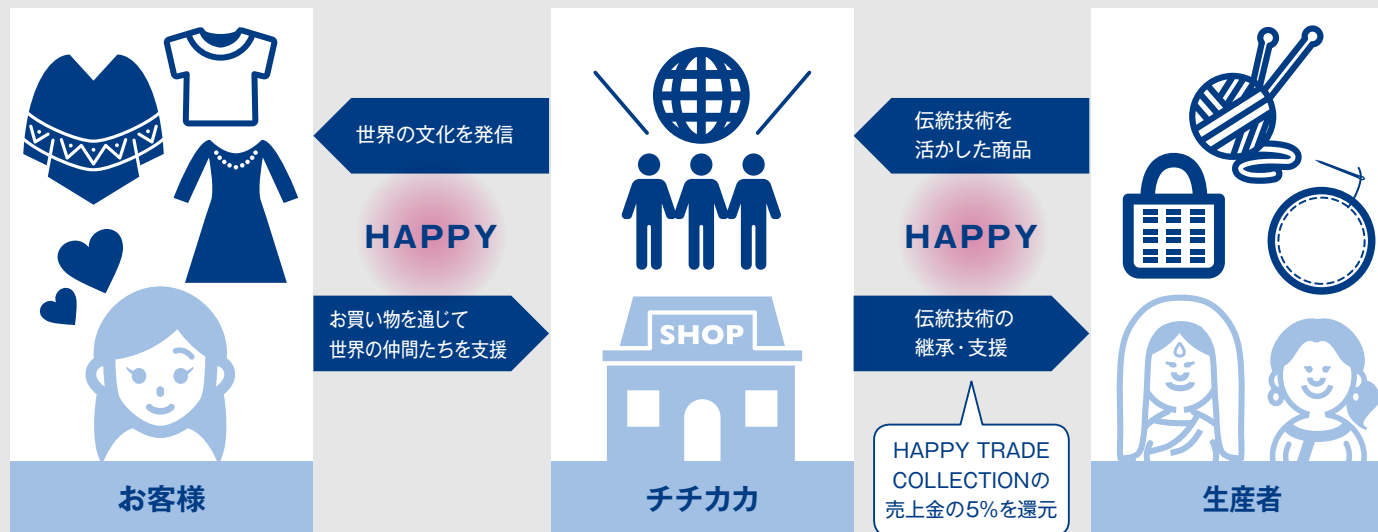 世界の文化を発信
HAPPY
お買い物を通じて
世界の仲間たちを支援
お客様
SHOP
チチカカ
伝統技術を
活かした商品
HAPPY
伝統技術の
継承・支援
HAPPY TRADE
COLLECTIONの
売上金の5%を還元
生産者